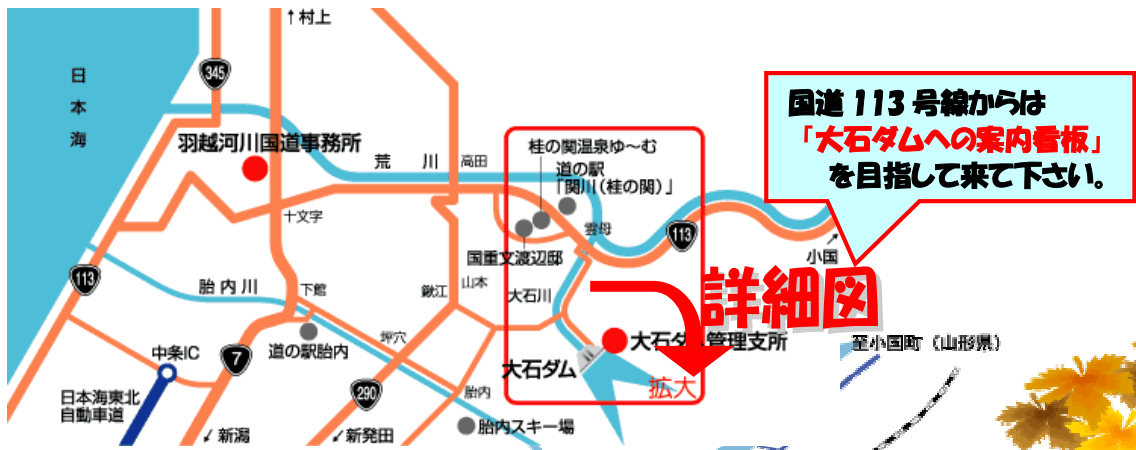 ↑村上
日本海
345
国道113号線からは
「大石ダムへの案内看板」
を目指して来て下さい。
羽越河川国道事務所
荒川
高田
桂の関温泉ゆ〜む
道の駅
「関川(桂の関)」
十文字
国重文渡辺邸
雲母
113
小国
113
胎内川
下館
鍬江
山本
大石川
詳細図
道の駅胎内
坪穴
大石ダム管理支所
至小国町（山形県）
中条IC
7
大石ダム
拡大
日本海東北
自動車道
290
胎内
↙新潟
↙新発田
胎内スキー場